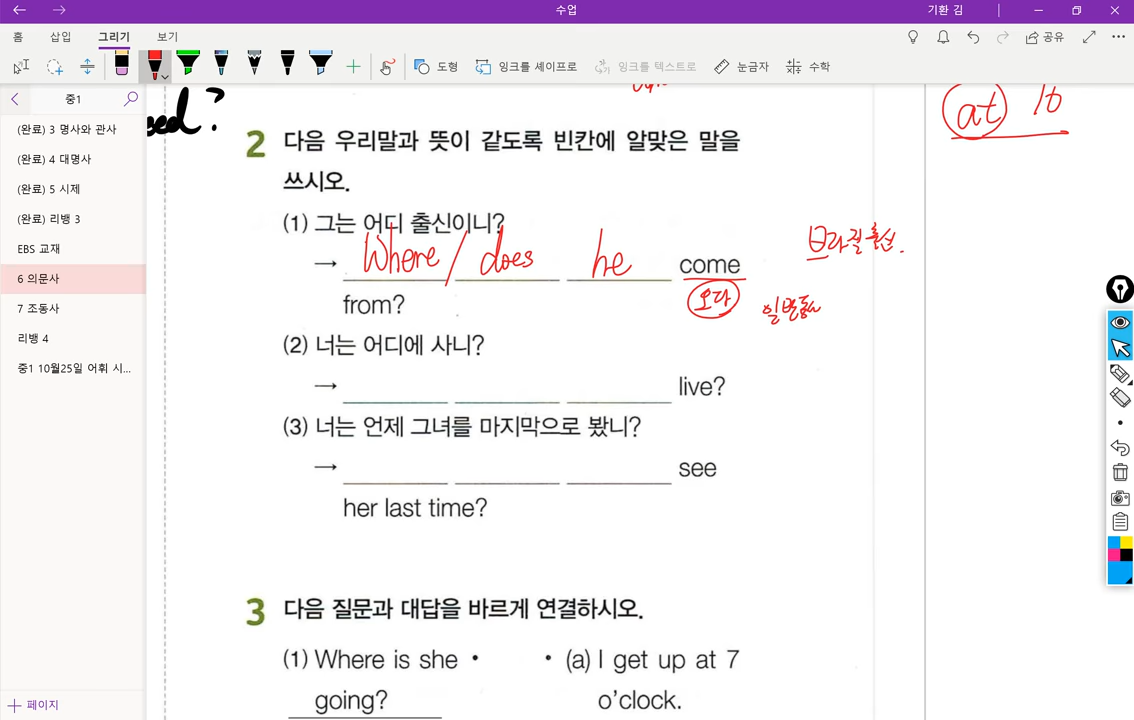 수업
기환 김
홈 삽입 그리기 보기 공유
도형 잉크를 셰이프로 잉크를 텍스트로 눈금자 수학
중1
(완료) 3 명사와 관사
(완료) 4 대명사
(완료) 5 시제
(완료) 리뱅 3
EBS 교재
6 의문사
7 조동사
리뱅 4
중1 10월25일 어휘 시...
페이지
at 16
2 다음 우리말과 뜻이 같도록 빈칸에 알맞은 말을
쓰시오.
(1) 그는 어디 출신이니?
브라질 출신.
→ Where / does he come
from?
오다 일반동사
(2) 너는 어디에 사니?
→ live?
(3) 너는 언제 그녀를 마지막으로 봤니?
→ see
her last time?
3 다음 질문과 대답을 바르게 연결하시오.
(1) Where is she • • (a) I get up at 7
going? o'clock.